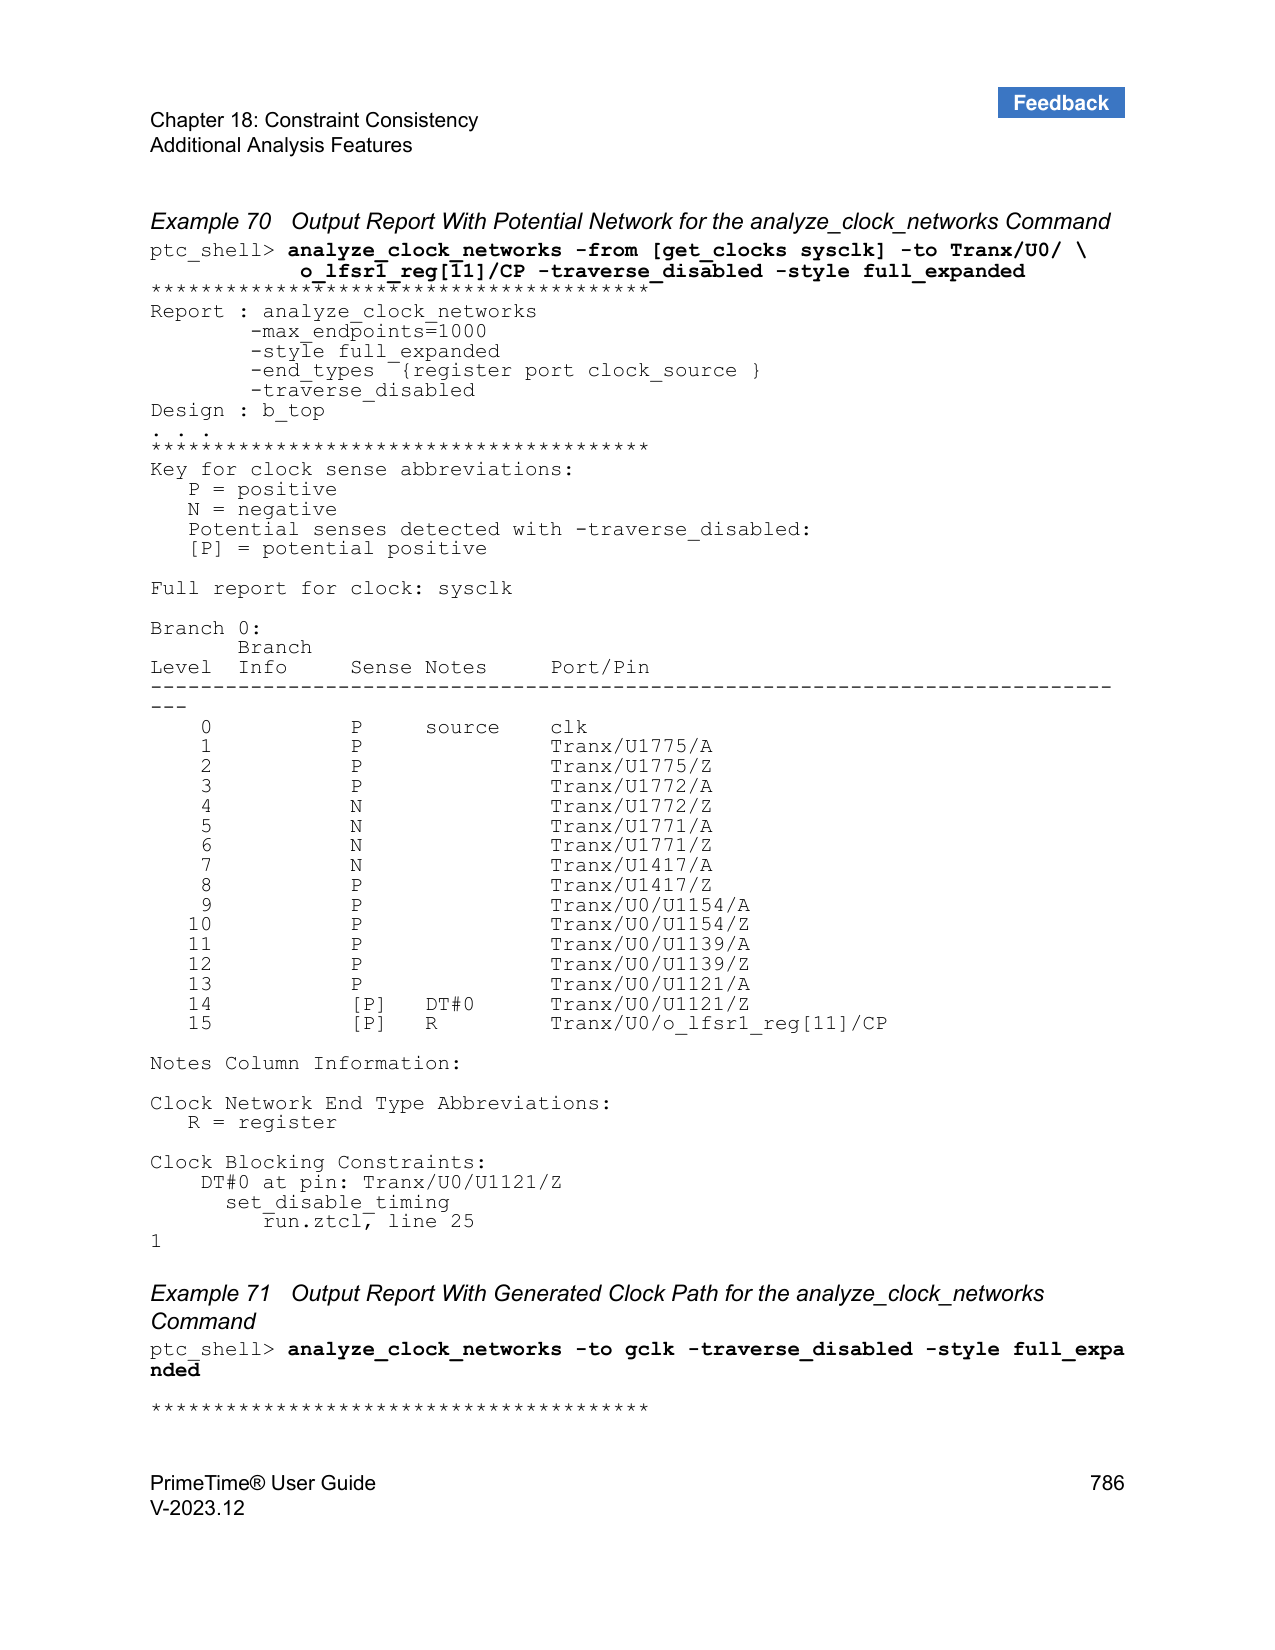 Feedback
Chapter 18: Constraint Consistency
Additional Analysis Features
Example 70   Output Report With Potential Network for the analyze_clock_networks Command
ptc_shell> analyze_clock_networks -from [get_clocks sysclk] -to Tranx/U0/ \
            o_lfsr1_reg[11]/CP -traverse_disabled -style full_expanded
****************************************
Report : analyze_clock_networks
        -max_endpoints=1000
        -style full_expanded
        -end_types  {register port clock_source }
        -traverse_disabled
Design : b_top
. . .
****************************************
Key for clock sense abbreviations:
   P = positive
   N = negative
   Potential senses detected with -traverse_disabled:
   [P] = potential positive
Full report for clock: sysclk
Branch 0:
       Branch
Level  Info     Sense Notes     Port/Pin
-----------------------------------------------------------------------------
---
    0           P     source    clk
    1           P               Tranx/U1775/A
    2           P               Tranx/U1775/Z
    3           P               Tranx/U1772/A
    4           N               Tranx/U1772/Z
    5           N               Tranx/U1771/A
    6           N               Tranx/U1771/Z
    7           N               Tranx/U1417/A
    8           P               Tranx/U1417/Z
    9           P               Tranx/U0/U1154/A
   10           P               Tranx/U0/U1154/Z
   11           P               Tranx/U0/U1139/A
   12           P               Tranx/U0/U1139/Z
   13           P               Tranx/U0/U1121/A
   14           [P]   DT#0      Tranx/U0/U1121/Z
   15           [P]   R         Tranx/U0/o_lfsr1_reg[11]/CP
Notes Column Information:
Clock Network End Type Abbreviations:
   R = register
Clock Blocking Constraints:
    DT#0 at pin: Tranx/U0/U1121/Z
      set_disable_timing
         run.ztcl, line 25
1
Example 71   Output Report With Generated Clock Path for the analyze_clock_networks
Command
ptc_shell> analyze_clock_networks -to gclk -traverse_disabled -style full_expa
nded
****************************************
PrimeTime® User Guide 786
V-2023.12